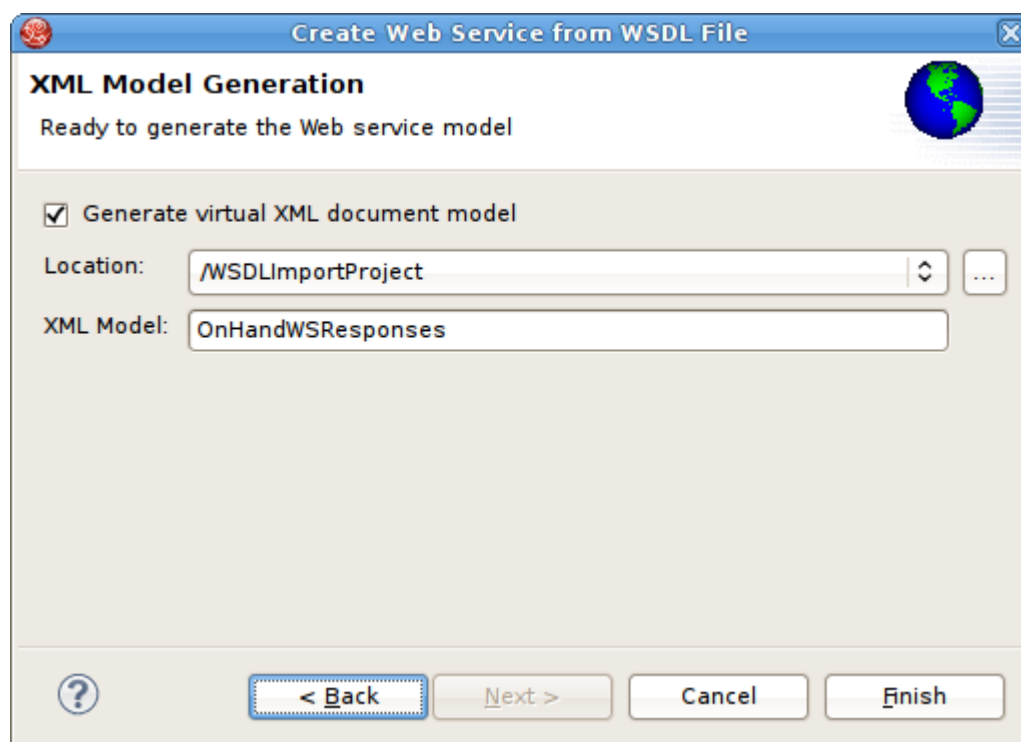 Create Web Service from WSDL File
XML Model Generation
Ready to generate the Web service model
Generate virtual XML document model
Location: /WSDLImportProject ...
XML Model: OnHandWSResponses
? < Back Next > Cancel Finish